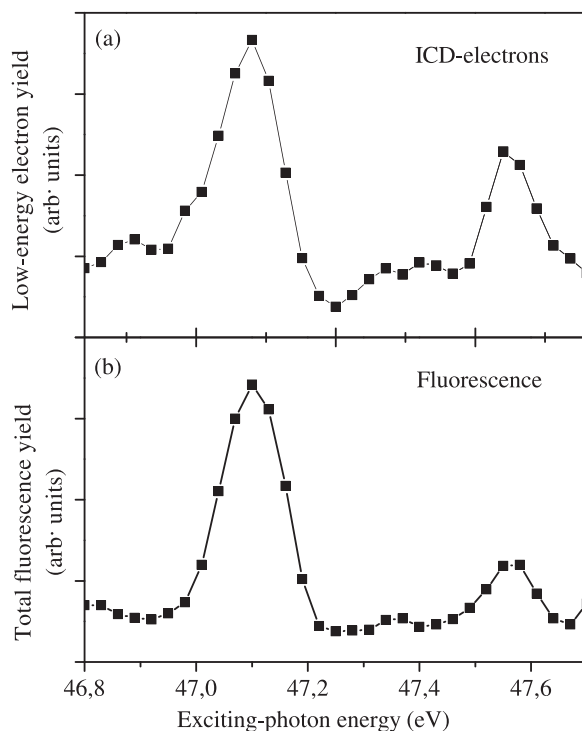 (a)
ICD-electrons
Low-energy electron yield
(arb. units)
(b)
Fluorescence
Total fluorescence yield
(arb. units)
46,8 47,0 47,2 47,4 47,6
Exciting-photon energy (eV)